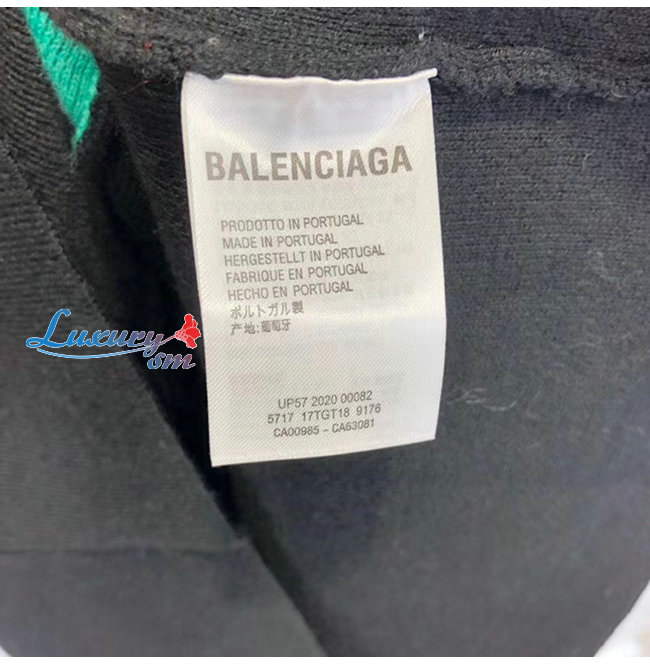 BALENCIAGA
PRODOTTO IN PORTUGAL
MADE IN PORTUGAL
HERGESTELLT IN PORTUGAL
FABRIQUE EN PORTUGAL
HECHO EN PORTUGAL
ポルトガル製
产地:葡萄牙
Luxury
sm
UP57 2020 00082
5717 17TGT18 9176
CA00985 – CA63081